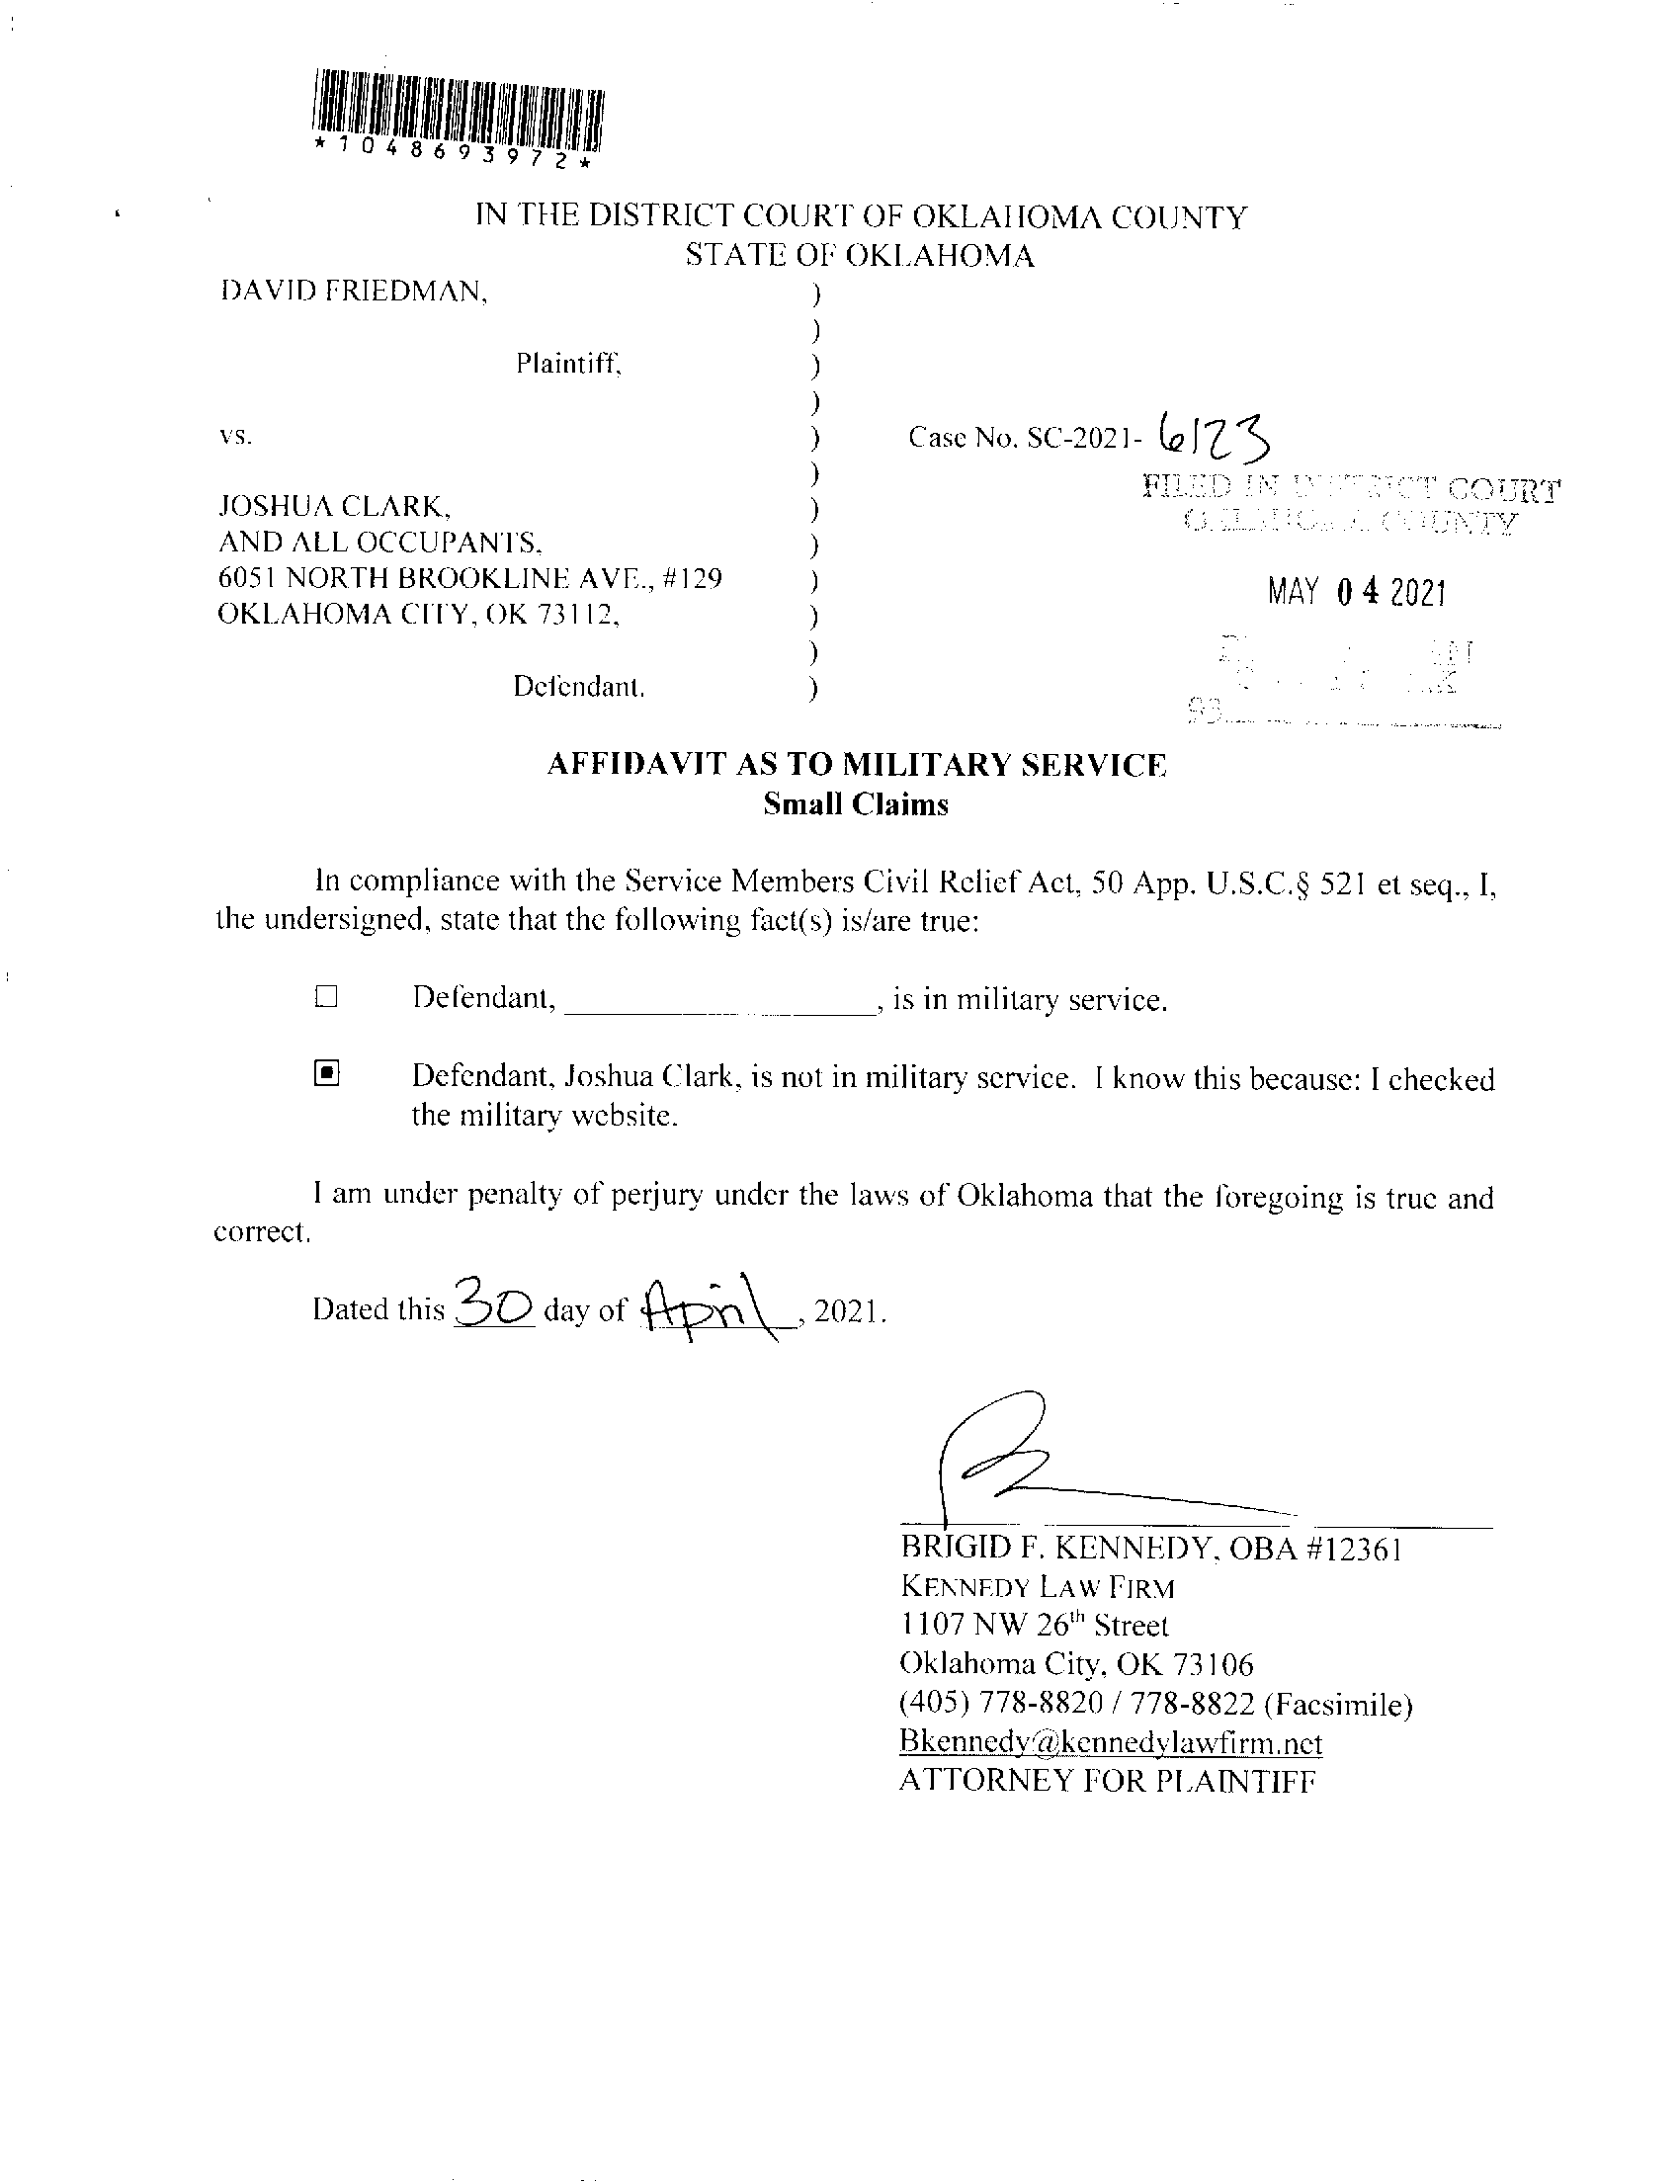 *1048693972*
IN THE DISTRICT COURT OF OKLAHOMA COUNTY
STATE OF OKLAHOMA
DAVID FRIEDMAN, )
)
Plaintiff, )
)
vs. ) Case No. SC-2021- 6123
)
FILED IN DISTRICT COURT
JOSHUA CLARK, )
OKLAHOMA COUNTY
AND ALL OCCUPANTS, )
6051 NORTH BROOKLINE AVE., #129 )
MAY 04 2021
OKLAHOMA CITY, OK 73112, )
)
Defendant. )
93
AFFIDAVIT AS TO MILITARY SERVICE
Small Claims
In compliance with the Service Members Civil Relief Act, 50 App. U.S.C.§ 521 et seq., I,
the undersigned, state that the following fact(s) is/are true:
☐ Defendant, ____________________, is in military service.
▣ Defendant, Joshua Clark, is not in military service. I know this because: I checked
the military website.
I am under penalty of perjury under the laws of Oklahoma that the foregoing is true and
correct.
Dated this 30 day of April, 2021.
BRIGID F. KENNEDY, OBA #12361
KENNEDY LAW FIRM
1107 NW 26th Street
Oklahoma City, OK 73106
(405) 778-8820 / 778-8822 (Facsimile)
Bkennedy@kennedylawfirm.net
ATTORNEY FOR PLAINTIFF